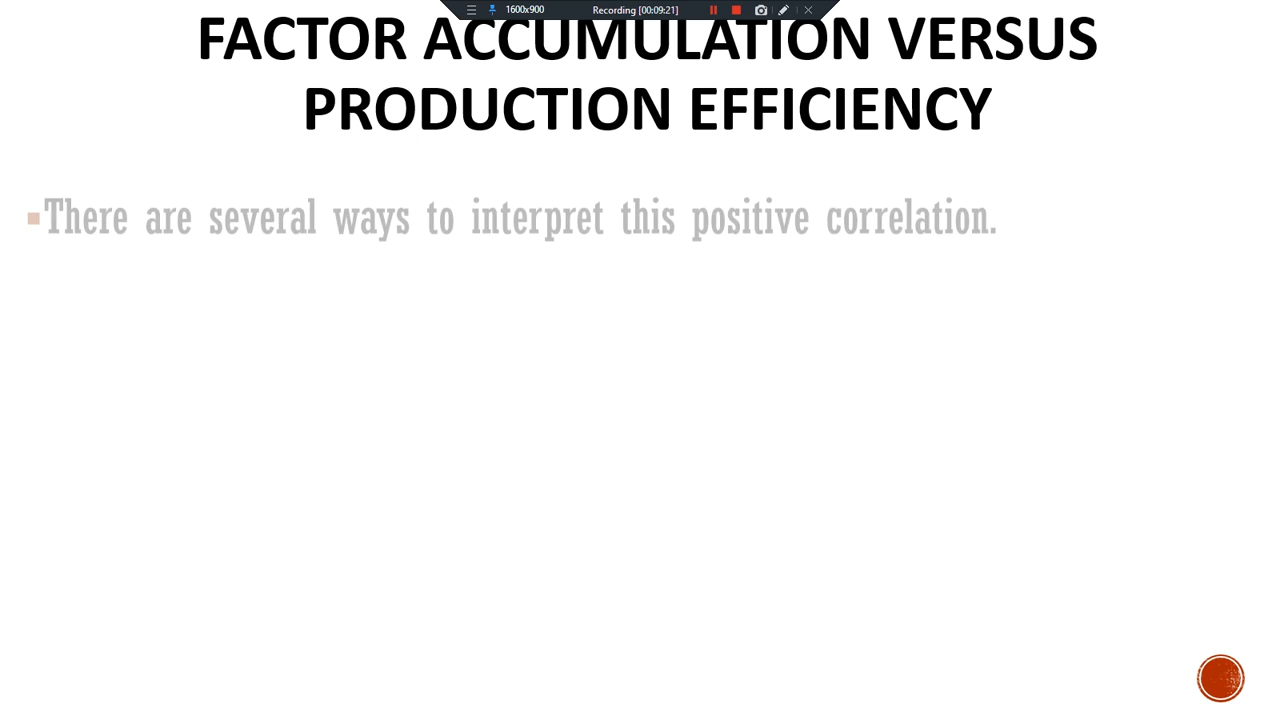 1600x900 Recording [00:09:21]
FACTOR ACCUMULATION VERSUS
PRODUCTION EFFICIENCY
There are several ways to interpret this positive correlation.